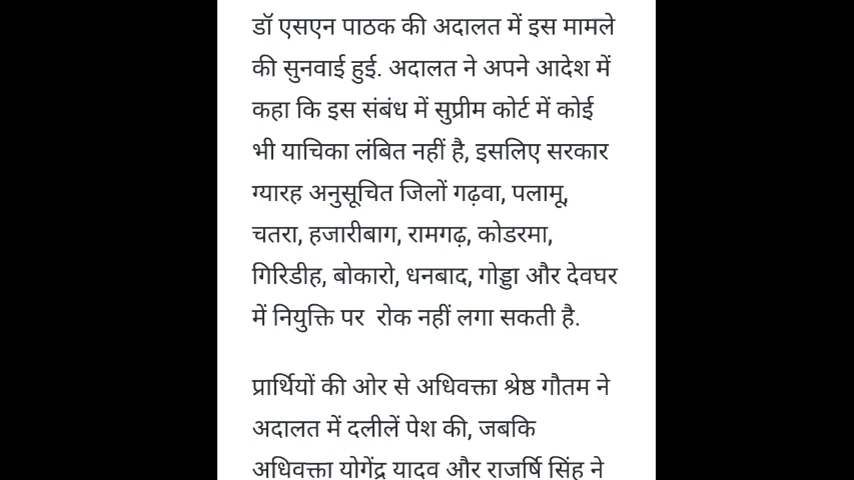 डॉ एसएन पाठक की अदालत में इस मामले
की सुनवाई हुई. अदालत ने अपने आदेश में
कहा कि इस संबंध में सुप्रीम कोर्ट में कोई
भी याचिका लंबित नहीं है, इसलिए सरकार
ग्यारह अनुसूचित जिलों गढ़वा, पलामू,
चतरा, हजारीबाग, रामगढ़, कोडरमा,
गिरिडीह, बोकारो, धनबाद, गोड्डा और देवघर
में नियुक्ति पर रोक नहीं लगा सकती है.
प्रार्थियों की ओर से अधिवक्ता श्रेष्ठ गौतम ने
अदालत में दलीलें पेश की, जबकि
अधिवक्ता योगेंद्र यादव और राजर्षि सिंह ने